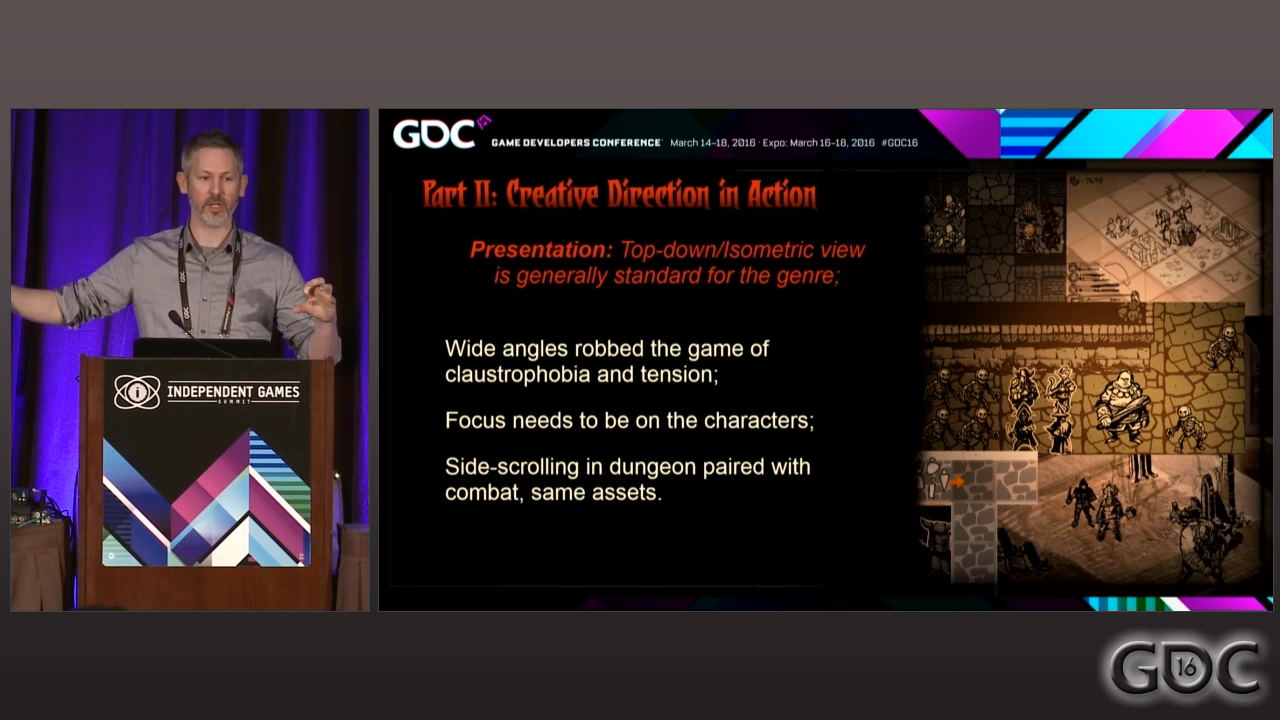 GDC
GAME DEVELOPERS CONFERENCE March 14–18, 2016 · Expo: March 16–18, 2016 #GDC16
Part II: Creative Direction in Action
Presentation: Top-down/Isometric view
is generally standard for the genre;
Wide angles robbed the game of
claustrophobia and tension;
Focus needs to be on the characters;
Side-scrolling in dungeon paired with
combat, same assets.
GDC
INDEPENDENT GAMES
SUMMIT
GDC
16